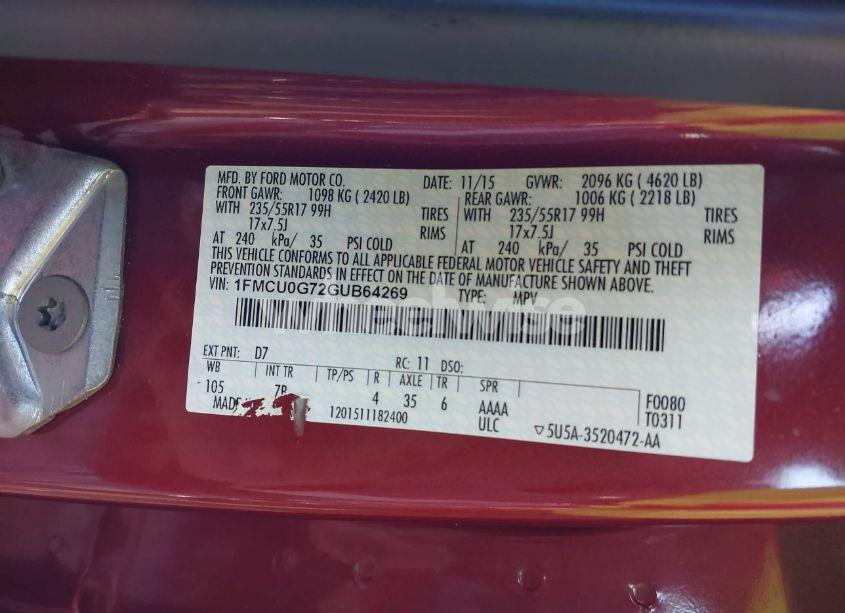 MFD. BY FORD MOTOR CO. DATE: 11/15 GVWR: 2096 KG ( 4620 LB)
FRONT GAWR: 1098 KG ( 2420 LB) REAR GAWR: 1006 KG ( 2218 LB)
WITH 235/55R17 99H TIRES WITH 235/55R17 99H TIRES
17x7.5J RIMS 17x7.5J RIMS
AT 240 kPa/ 35 PSI COLD AT 240 kPa/ 35 PSI COLD
THIS VEHICLE CONFORMS TO ALL APPLICABLE FEDERAL MOTOR VEHICLE SAFETY AND THEFT
PREVENTION STANDARDS IN EFFECT ON THE DATE OF MANUFACTURE SHOWN ABOVE.
VIN: 1FMCU0G72GUB64269 TYPE: MPV
EXT PNT: D7 RC: 11 DSO:
WB INT TR TP/PS R AXLE TR SPR
105 7B 4 35 6 AAAA F0080
MADE 1201511182400 ULC T0311
▽5U5A-3520472-AA